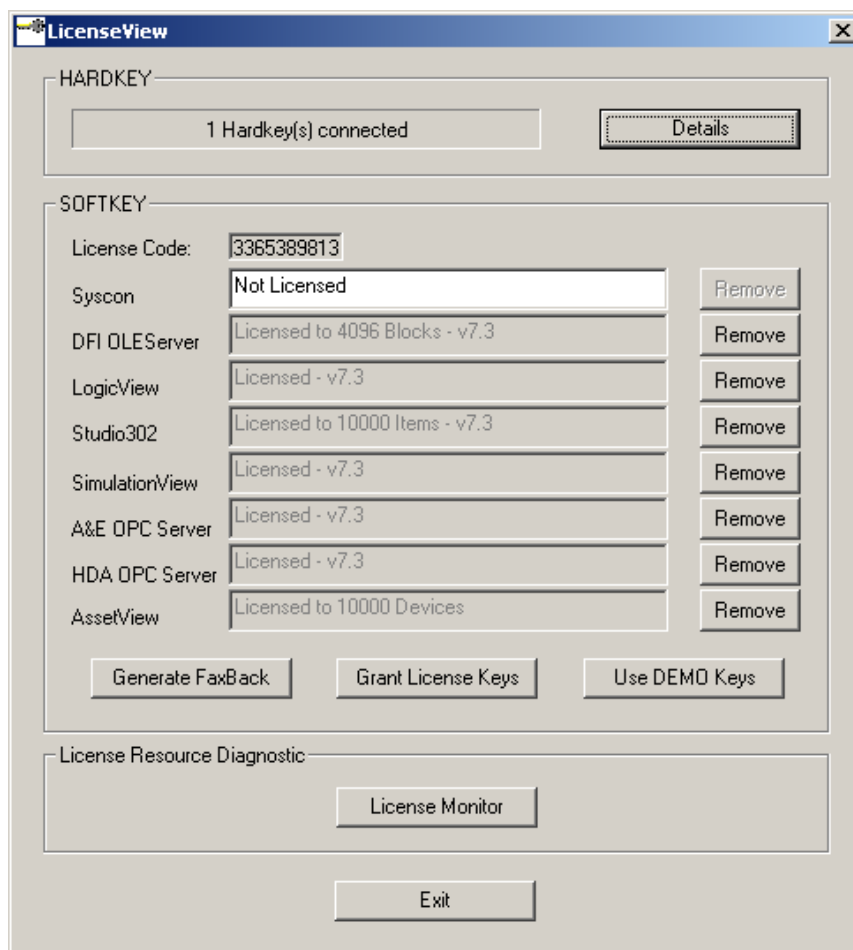 LicenseView
HARDKEY
1 Hardkey(s) connected Details
SOFTKEY
License Code: 3365389813
Syscon Not Licensed Remove
DFI OLEServer Licensed to 4096 Blocks - v7.3 Remove
LogicView Licensed - v7.3 Remove
Studio302 Licensed to 10000 Items - v7.3 Remove
SimulationView Licensed - v7.3 Remove
A&E OPC Server Licensed - v7.3 Remove
HDA OPC Server Licensed - v7.3 Remove
AssetView Licensed to 10000 Devices Remove
Generate FaxBack Grant License Keys Use DEMO Keys
License Resource Diagnostic
License Monitor
Exit